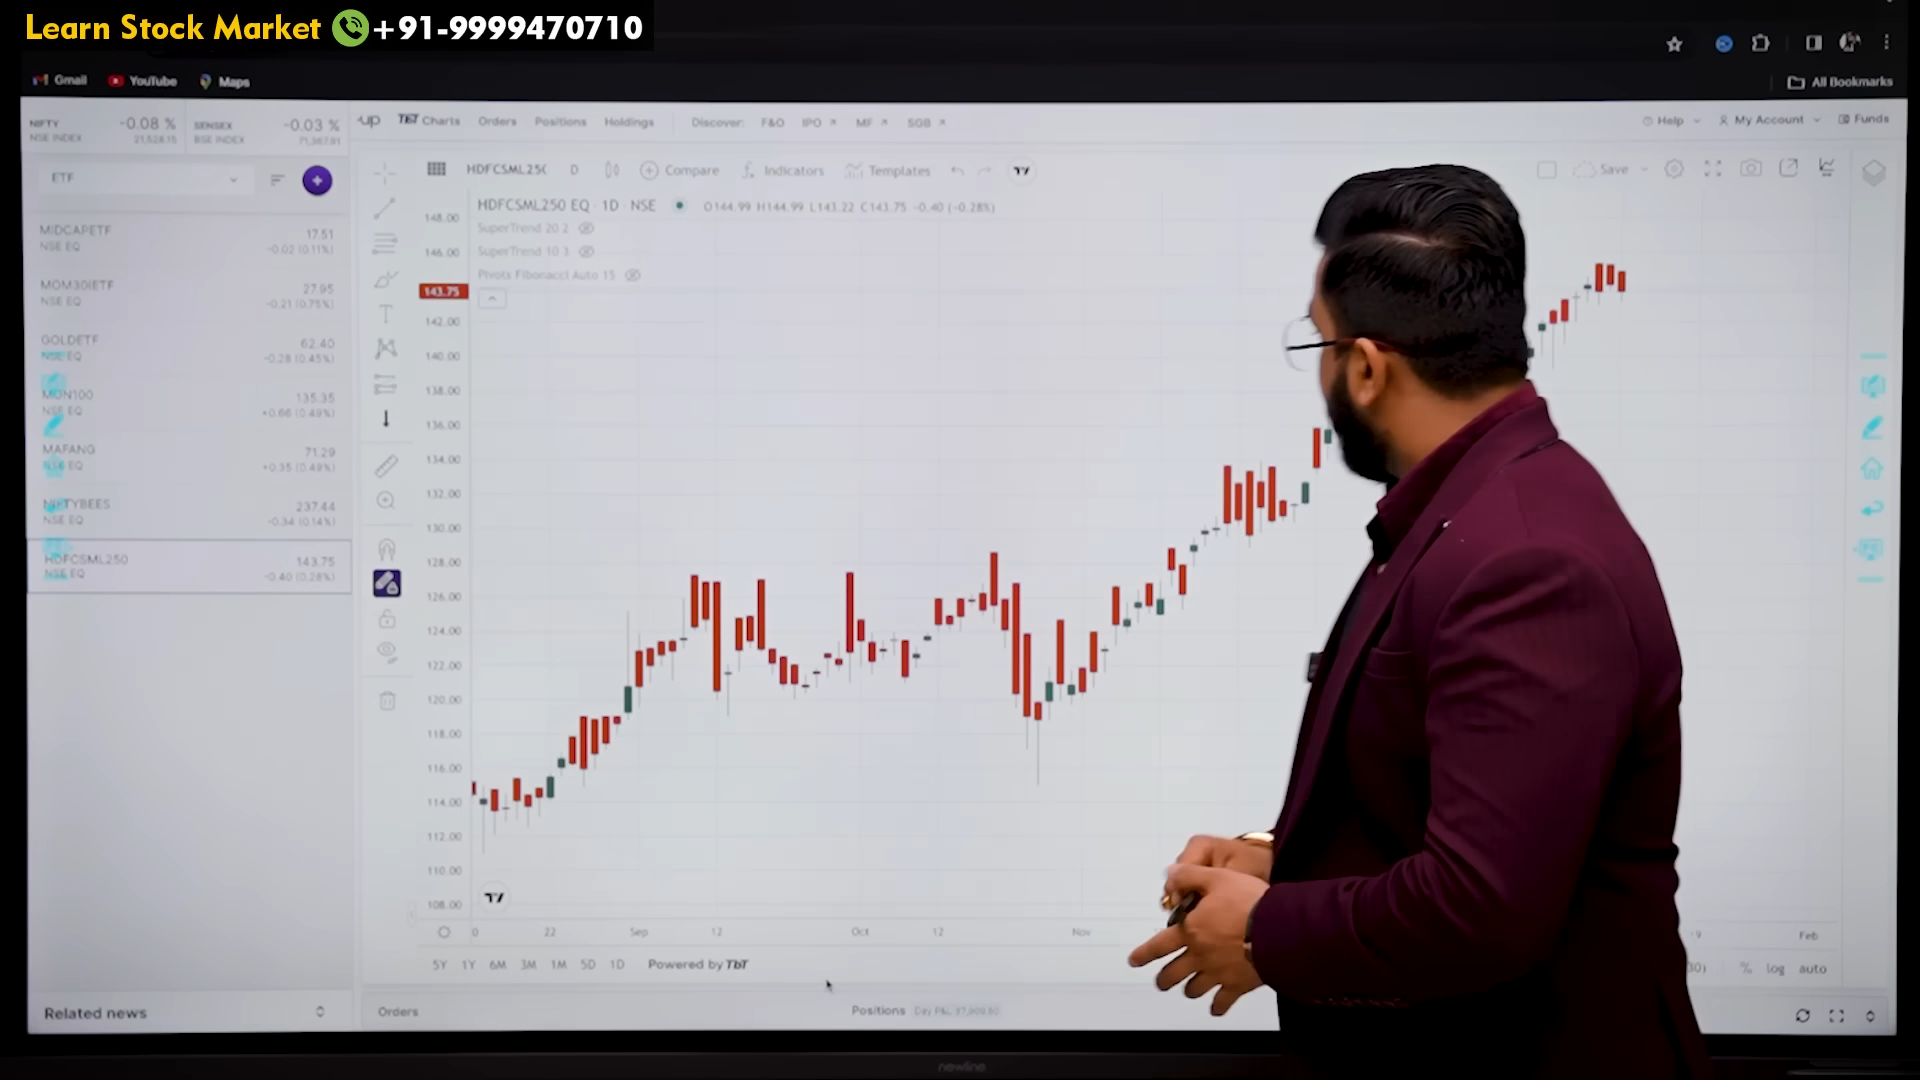 Learn Stock Market +91-9999470710
Gmail YouTube Maps
All Bookmarks
NIFTY -0.08 %
NSE INDEX 21,528.15
SENSEX -0.03 %
BSE INDEX
up TBT Charts Orders Positions Holdings Discover: F&O IPO MF SGB
Help My Account Funds
ETF
HDFCSML25( D Compare Indicators Templates
Save
HDFCSML250 EQ · 1D · NSE O144.99 H144.99 L143.22 C143.75 -0.40 (-0.28%)
SuperTrend 20 2
SuperTrend 10 3
Pivots Fibonacci Auto 15
MIDCAPETF 17.51
NSE EQ -0.02 (0.11%)
MOM30IETF 27.95
NSE EQ -0.21 (0.75%)
GOLDETF 62.40
NSE EQ -0.28 (0.45%)
MON100 135.35
NSE EQ +0.66 (0.49%)
MAFANG 71.29
NSE EQ +0.35 (0.49%)
NIFTYBEES 237.44
NSE EQ -0.34 (0.14%)
HDFCSML250 143.75
NSE EQ -0.40 (0.28%)
148.00
146.00
143.75
142.00
140.00
138.00
136.00
134.00
132.00
130.00
128.00
126.00
124.00
122.00
120.00
118.00
116.00
114.00
112.00
110.00
108.00
0 22 Sep 12 Oct 12 Nov Feb
5Y 1Y 6M 3M 1M 5D 1D Powered by TBT
% log auto
Related news
Orders
Positions Day P&L
newline